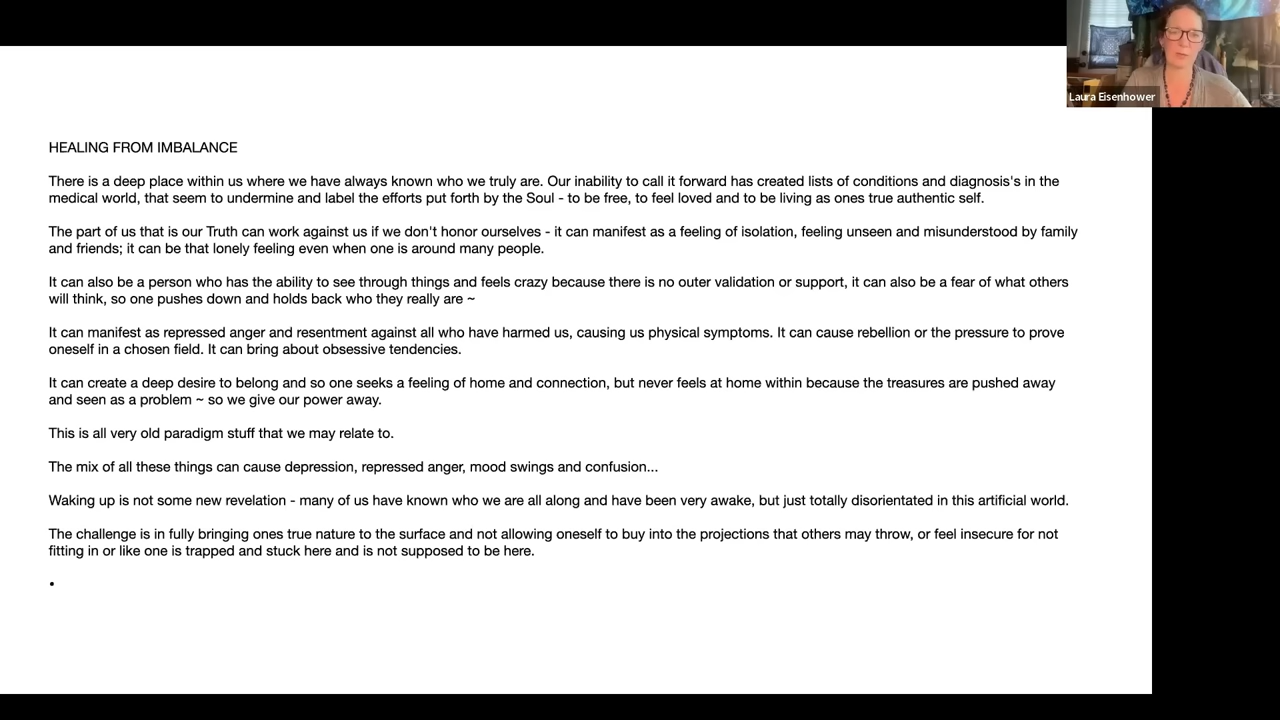 Laura Eisenhower
HEALING FROM IMBALANCE
There is a deep place within us where we have always known who we truly are. Our inability to call it forward has created lists of conditions and diagnosis's in the
medical world, that seem to undermine and label the efforts put forth by the Soul - to be free, to feel loved and to be living as ones true authentic self.
The part of us that is our Truth can work against us if we don't honor ourselves - it can manifest as a feeling of isolation, feeling unseen and misunderstood by family
and friends; it can be that lonely feeling even when one is around many people.
It can also be a person who has the ability to see through things and feels crazy because there is no outer validation or support, it can also be a fear of what others
will think, so one pushes down and holds back who they really are ~
It can manifest as repressed anger and resentment against all who have harmed us, causing us physical symptoms. It can cause rebellion or the pressure to prove
oneself in a chosen field. It can bring about obsessive tendencies.
It can create a deep desire to belong and so one seeks a feeling of home and connection, but never feels at home within because the treasures are pushed away
and seen as a problem ~ so we give our power away.
This is all very old paradigm stuff that we may relate to.
The mix of all these things can cause depression, repressed anger, mood swings and confusion...
Waking up is not some new revelation - many of us have known who we are all along and have been very awake, but just totally disorientated in this artificial world.
The challenge is in fully bringing ones true nature to the surface and not allowing oneself to buy into the projections that others may throw, or feel insecure for not
fitting in or like one is trapped and stuck here and is not supposed to be here.
•